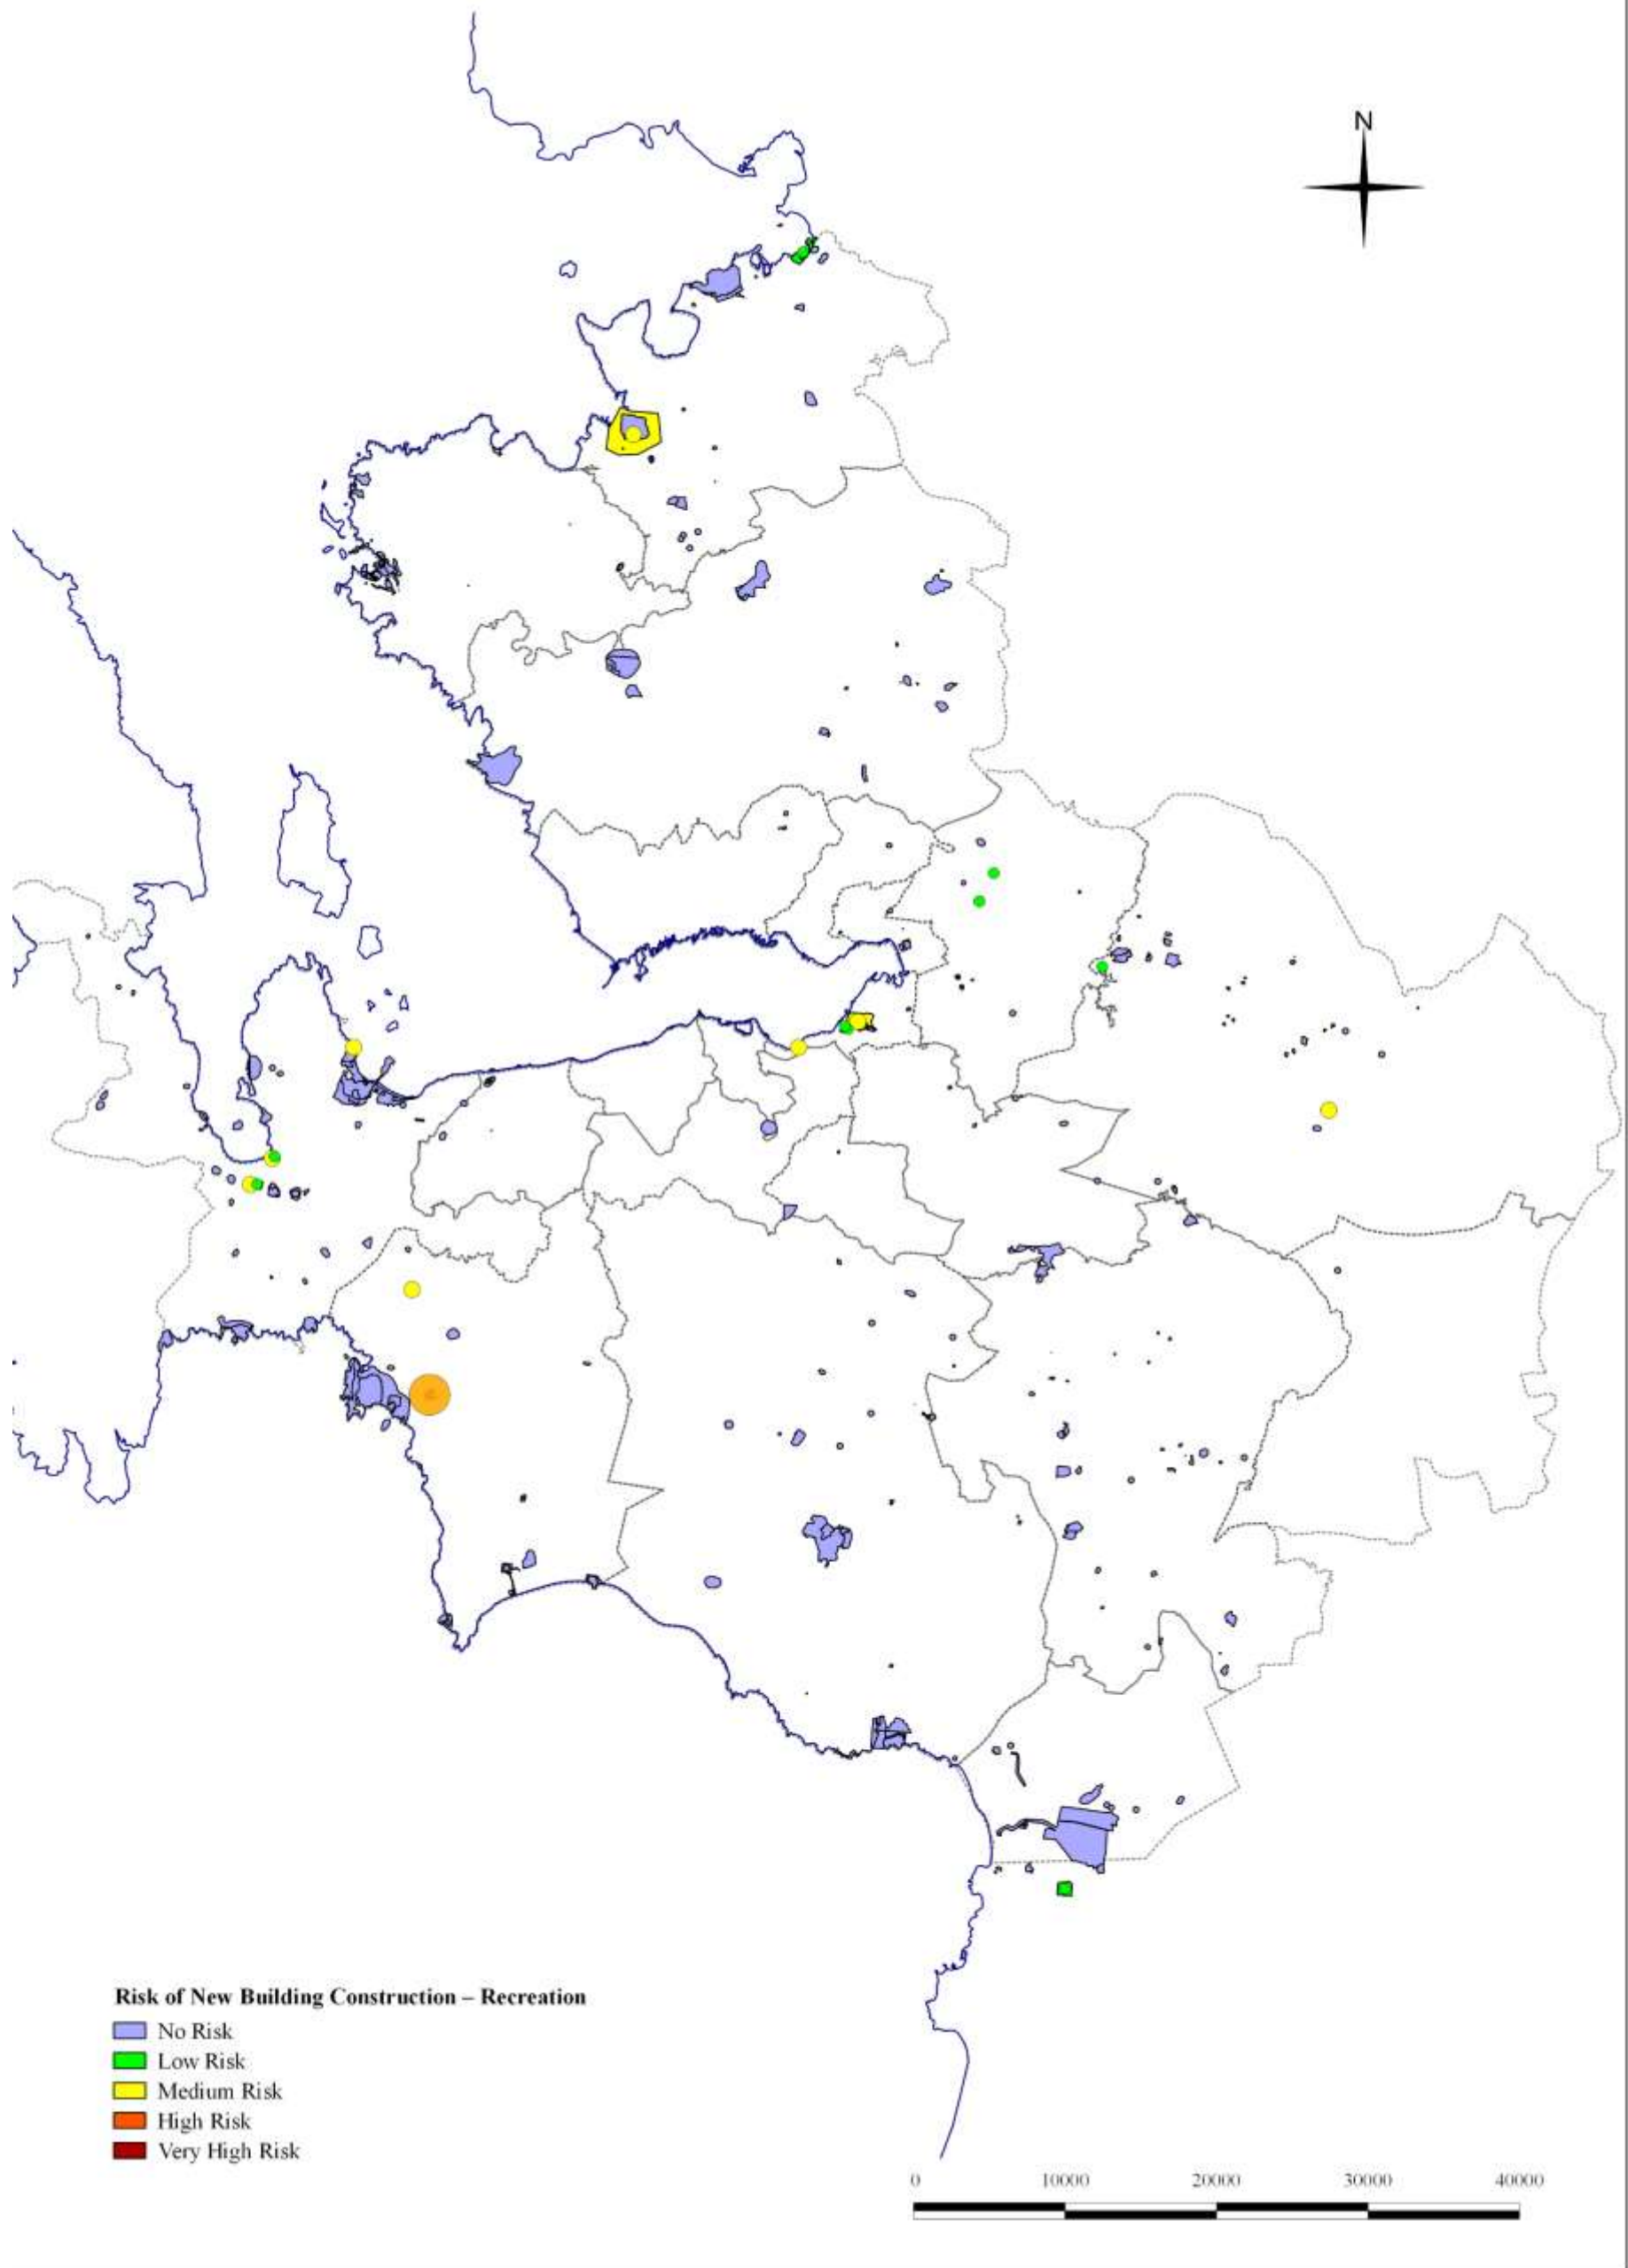 N
Risk of New Building Construction – Recreation
No Risk
Low Risk
Medium Risk
High Risk
Very High Risk
0 10000 20000 30000 40000